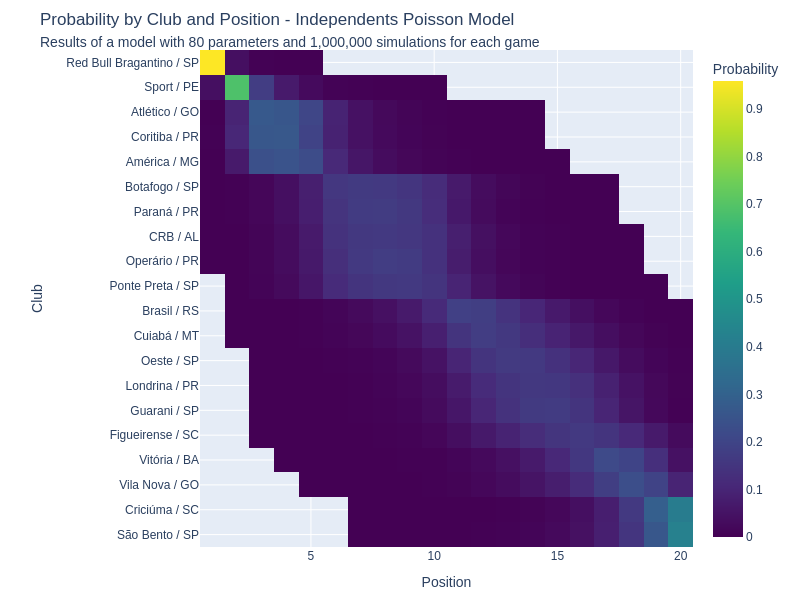 Probability by Club and Position - Independents Poisson Model
Results of a model with 80 parameters and 1,000,000 simulations for each game
Probability
Red Bull Bragantino / SP
Sport / PE
Atlético / GO
Coritiba / PR
América / MG
Botafogo / SP
Paraná / PR
CRB / AL
Operário / PR
Ponte Preta / SP
Brasil / RS
Cuiabá / MT
Oeste / SP
Londrina / PR
Guarani / SP
Figueirense / SC
Vitória / BA
Vila Nova / GO
Criciúma / SC
São Bento / SP
Club
5
10
15
20
Position
0.9
0.8
0.7
0.6
0.5
0.4
0.3
0.2
0.1
0